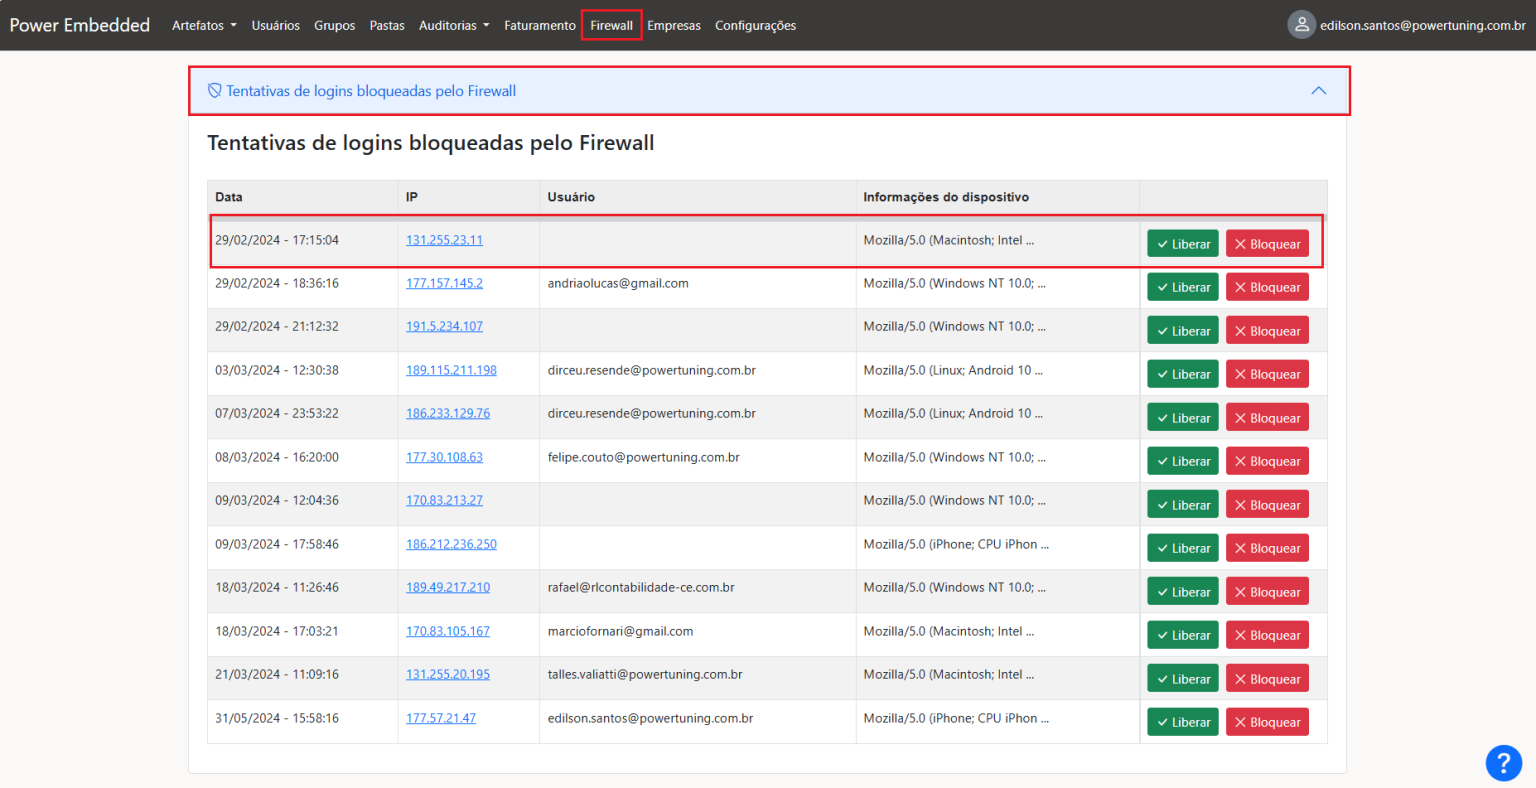 Power Embedded Artefatos Usuários Grupos Pastas Auditorias Faturamento Firewall Empresas Configurações edilson.santos@powertuning.com.br
Tentativas de logins bloqueadas pelo Firewall
Tentativas de logins bloqueadas pelo Firewall
Data IP Usuário Informações do dispositivo
29/02/2024 - 17:15:04 131.255.23.11 Mozilla/5.0 (Macintosh; Intel ... Liberar Bloquear
29/02/2024 - 18:36:16 177.157.145.2 andriaolucas@gmail.com Mozilla/5.0 (Windows NT 10.0; ... Liberar Bloquear
29/02/2024 - 21:12:32 191.5.234.107 Mozilla/5.0 (Windows NT 10.0; ... Liberar Bloquear
03/03/2024 - 12:30:38 189.115.211.198 dirceu.resende@powertuning.com.br Mozilla/5.0 (Linux; Android 10 ... Liberar Bloquear
07/03/2024 - 23:53:22 186.233.129.76 dirceu.resende@powertuning.com.br Mozilla/5.0 (Linux; Android 10 ... Liberar Bloquear
08/03/2024 - 16:20:00 177.30.108.63 felipe.couto@powertuning.com.br Mozilla/5.0 (Windows NT 10.0; ... Liberar Bloquear
09/03/2024 - 12:04:36 170.83.213.27 Mozilla/5.0 (Windows NT 10.0; ... Liberar Bloquear
09/03/2024 - 17:58:46 186.212.236.250 Mozilla/5.0 (iPhone; CPU iPhon ... Liberar Bloquear
18/03/2024 - 11:26:46 189.49.217.210 rafael@rlcontabilidade-ce.com.br Mozilla/5.0 (Windows NT 10.0; ... Liberar Bloquear
18/03/2024 - 17:03:21 170.83.105.167 marciofornari@gmail.com Mozilla/5.0 (Macintosh; Intel ... Liberar Bloquear
21/03/2024 - 11:09:16 131.255.20.195 talles.valiatti@powertuning.com.br Mozilla/5.0 (Macintosh; Intel ... Liberar Bloquear
31/05/2024 - 15:58:16 177.57.21.47 edilson.santos@powertuning.com.br Mozilla/5.0 (iPhone; CPU iPhon ... Liberar Bloquear
?